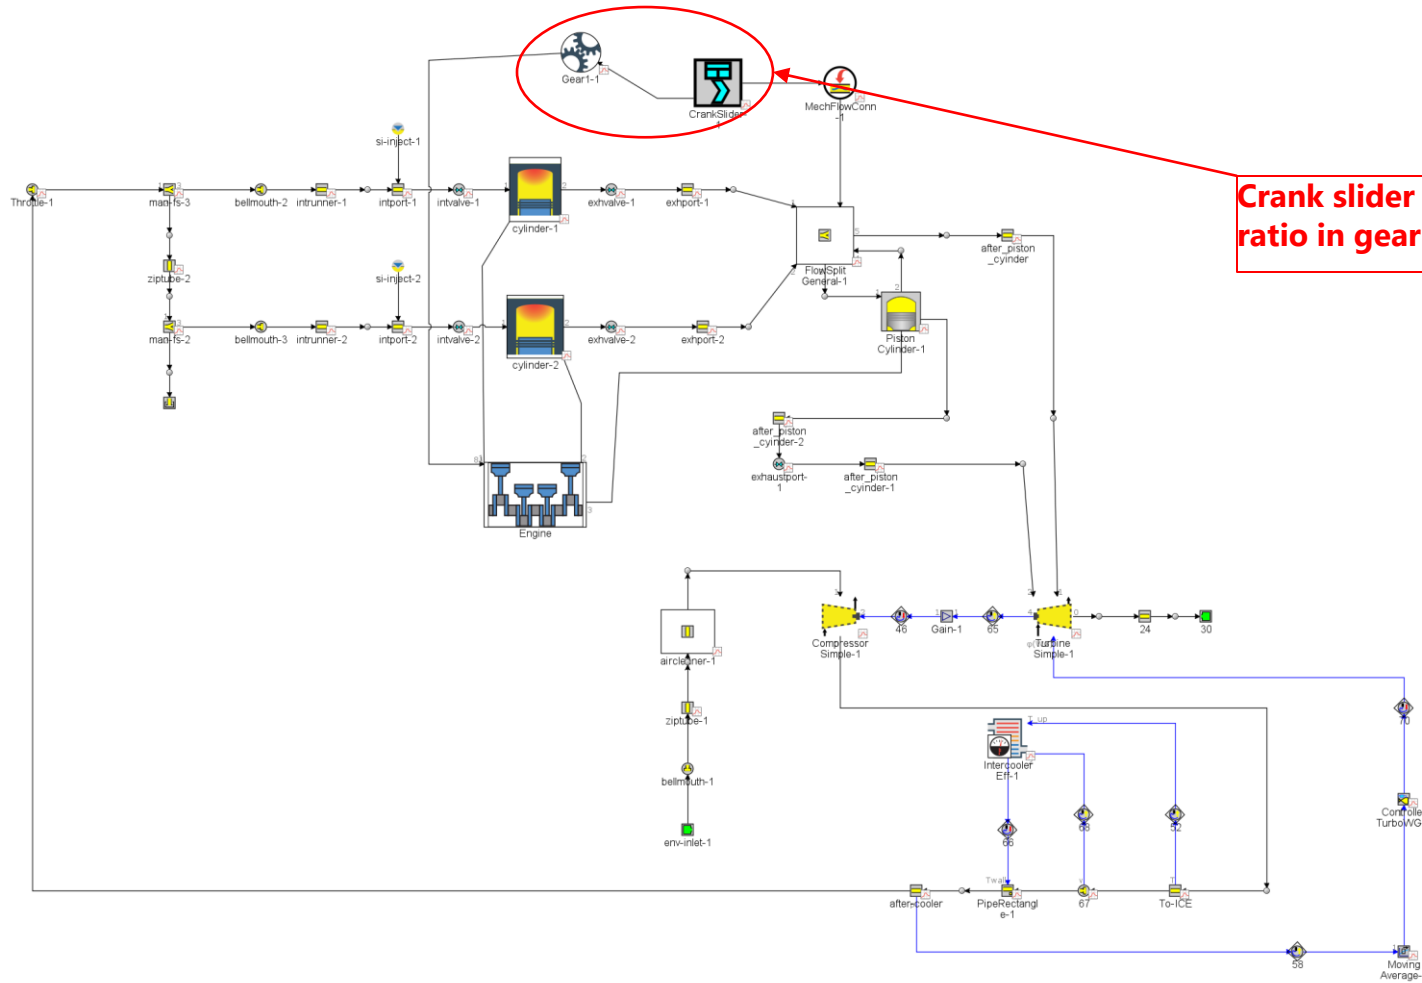 Gear1-1
CrankSlider-
1
MechFlowConn
-1
Crank slider
ratio in gear
si-inject-1
Throttle-1
man-fs-3
bellmouth-2
intrunner-1
intport-1
intvalve-1
cylinder-1
exhvalve-1
exhport-1
FlowSplit
General-1
after_piston
_cyinder
ziptube-2
si-inject-2
man-fs-2
bellmouth-3
intrunner-2
intport-2
intvalve-2
cylinder-2
exhvalve-2
exhport-2
Piston
Cylinder-1
after_piston
_cyinder-2
exhaustport-
1
after_piston
_cyinder-1
Engine
Compressor
Simple-1
46
Gain-1
65
Turbine
Simple-1
24
30
aircleaner-1
ziptube-1
bellmouth-1
env-inlet-1
T_up
Intercooler
Eff-1
66
68
52
70
Controlle
TurboWG
Twall
V
T
after-cooler
PipeRectangl
e-1
67
To-ICE
58
Moving
Average-